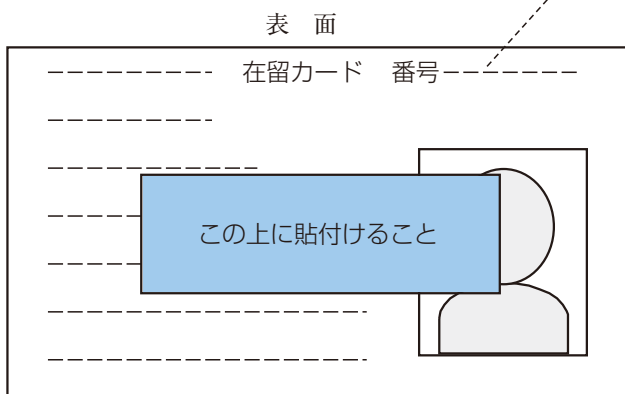 表　面
在留カード　番号
この上に貼付けること